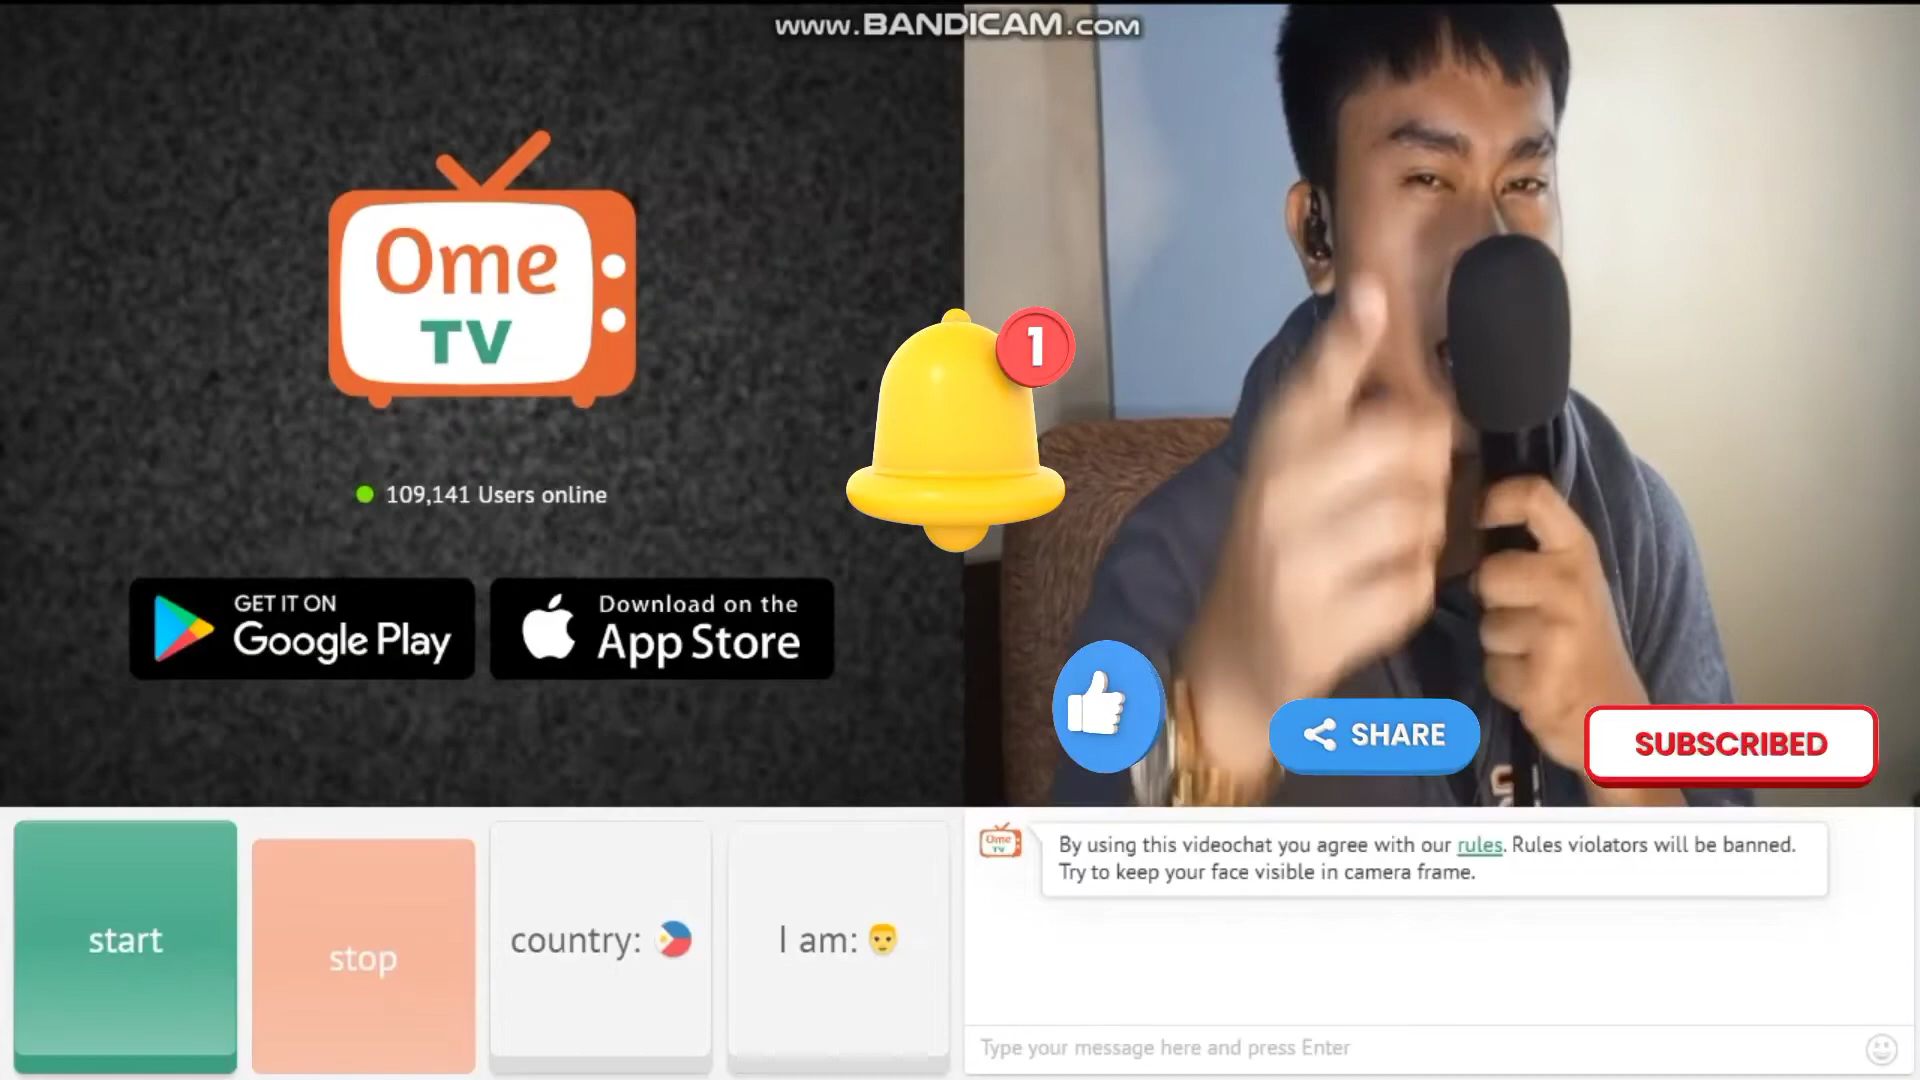 www.BANDICAM.COM
Ome
TV
109,141 Users online
GET IT ON
Google Play
Download on the
App Store
1
SHARE
SUBSCRIBED
start
stop
country:
I am:
Ome
TV
By using this videochat you agree with our rules. Rules violators will be banned.
Try to keep your face visible in camera frame.
Type your message here and press Enter